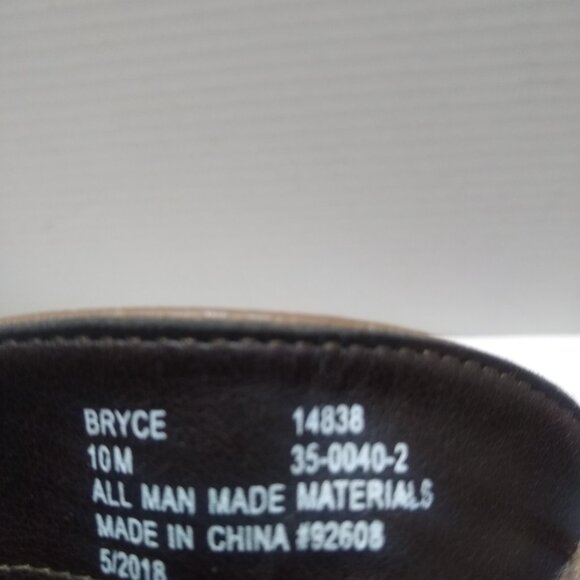 BRYCE 14838
10M 35-0040-2
ALL MAN MADE MATERIALS
MADE IN CHINA #92608
5/2018